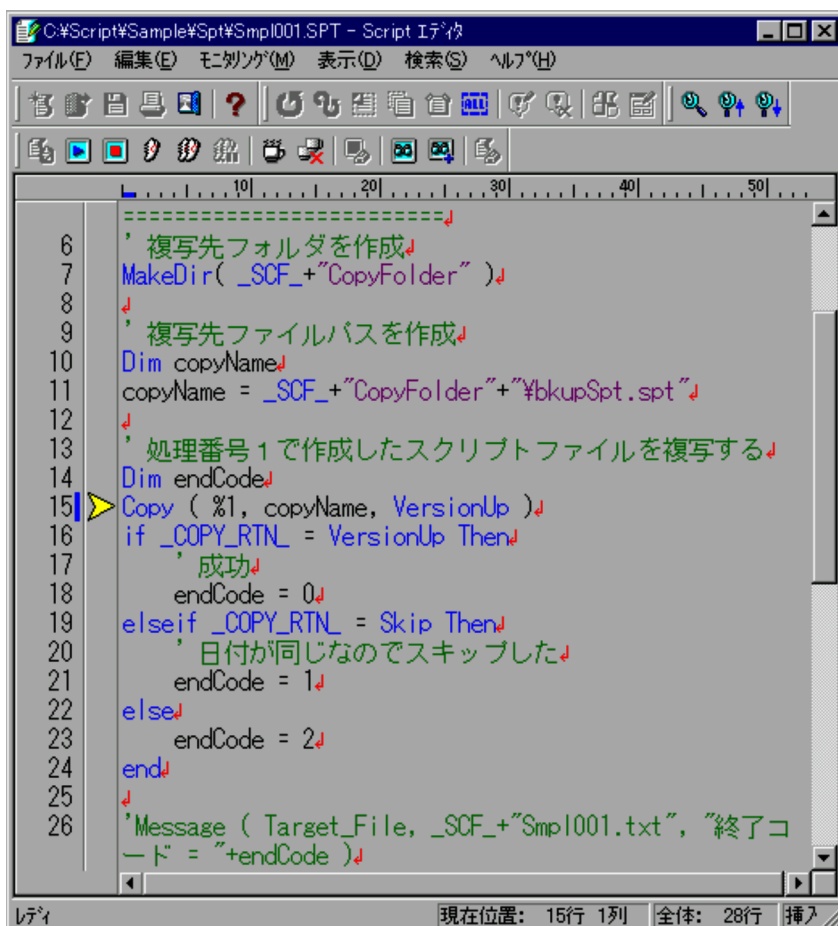 C:¥Script¥Sample¥Spt¥Smpl001.SPT - Script ｴﾃﾞｨﾀ
ﾌｧｲﾙ(F) 編集(E) ﾓﾆﾀﾘﾝｸﾞ(M) 表示(D) 検索(S) ﾍﾙﾌﾟ(H)
ALL
10 20 30 40 50
=========================
6 ' 複写先フォルダを作成
7 MakeDir( _SCF_+"CopyFolder" )
8
9 ' 複写先ファイルパスを作成
10 Dim copyName
11 copyName = _SCF_+"CopyFolder"+"¥bkupSpt.spt"
12
13 ' 処理番号１で作成したスクリプトファイルを複写する
14 Dim endCode
15 Copy ( %1, copyName, VersionUp )
16 if _COPY_RTN_ = VersionUp Then
17 ' 成功
18 endCode = 0
19 elseif _COPY_RTN_ = Skip Then
20 ' 日付が同じなのでスキップした
21 endCode = 1
22 else
23 endCode = 2
24 end
25
26 'Message ( Target_File, _SCF_+"Smpl001.txt", "終了コ
ード = "+endCode )
ﾚﾃﾞｨ 現在位置: 15行 1列 全体: 28行 挿入